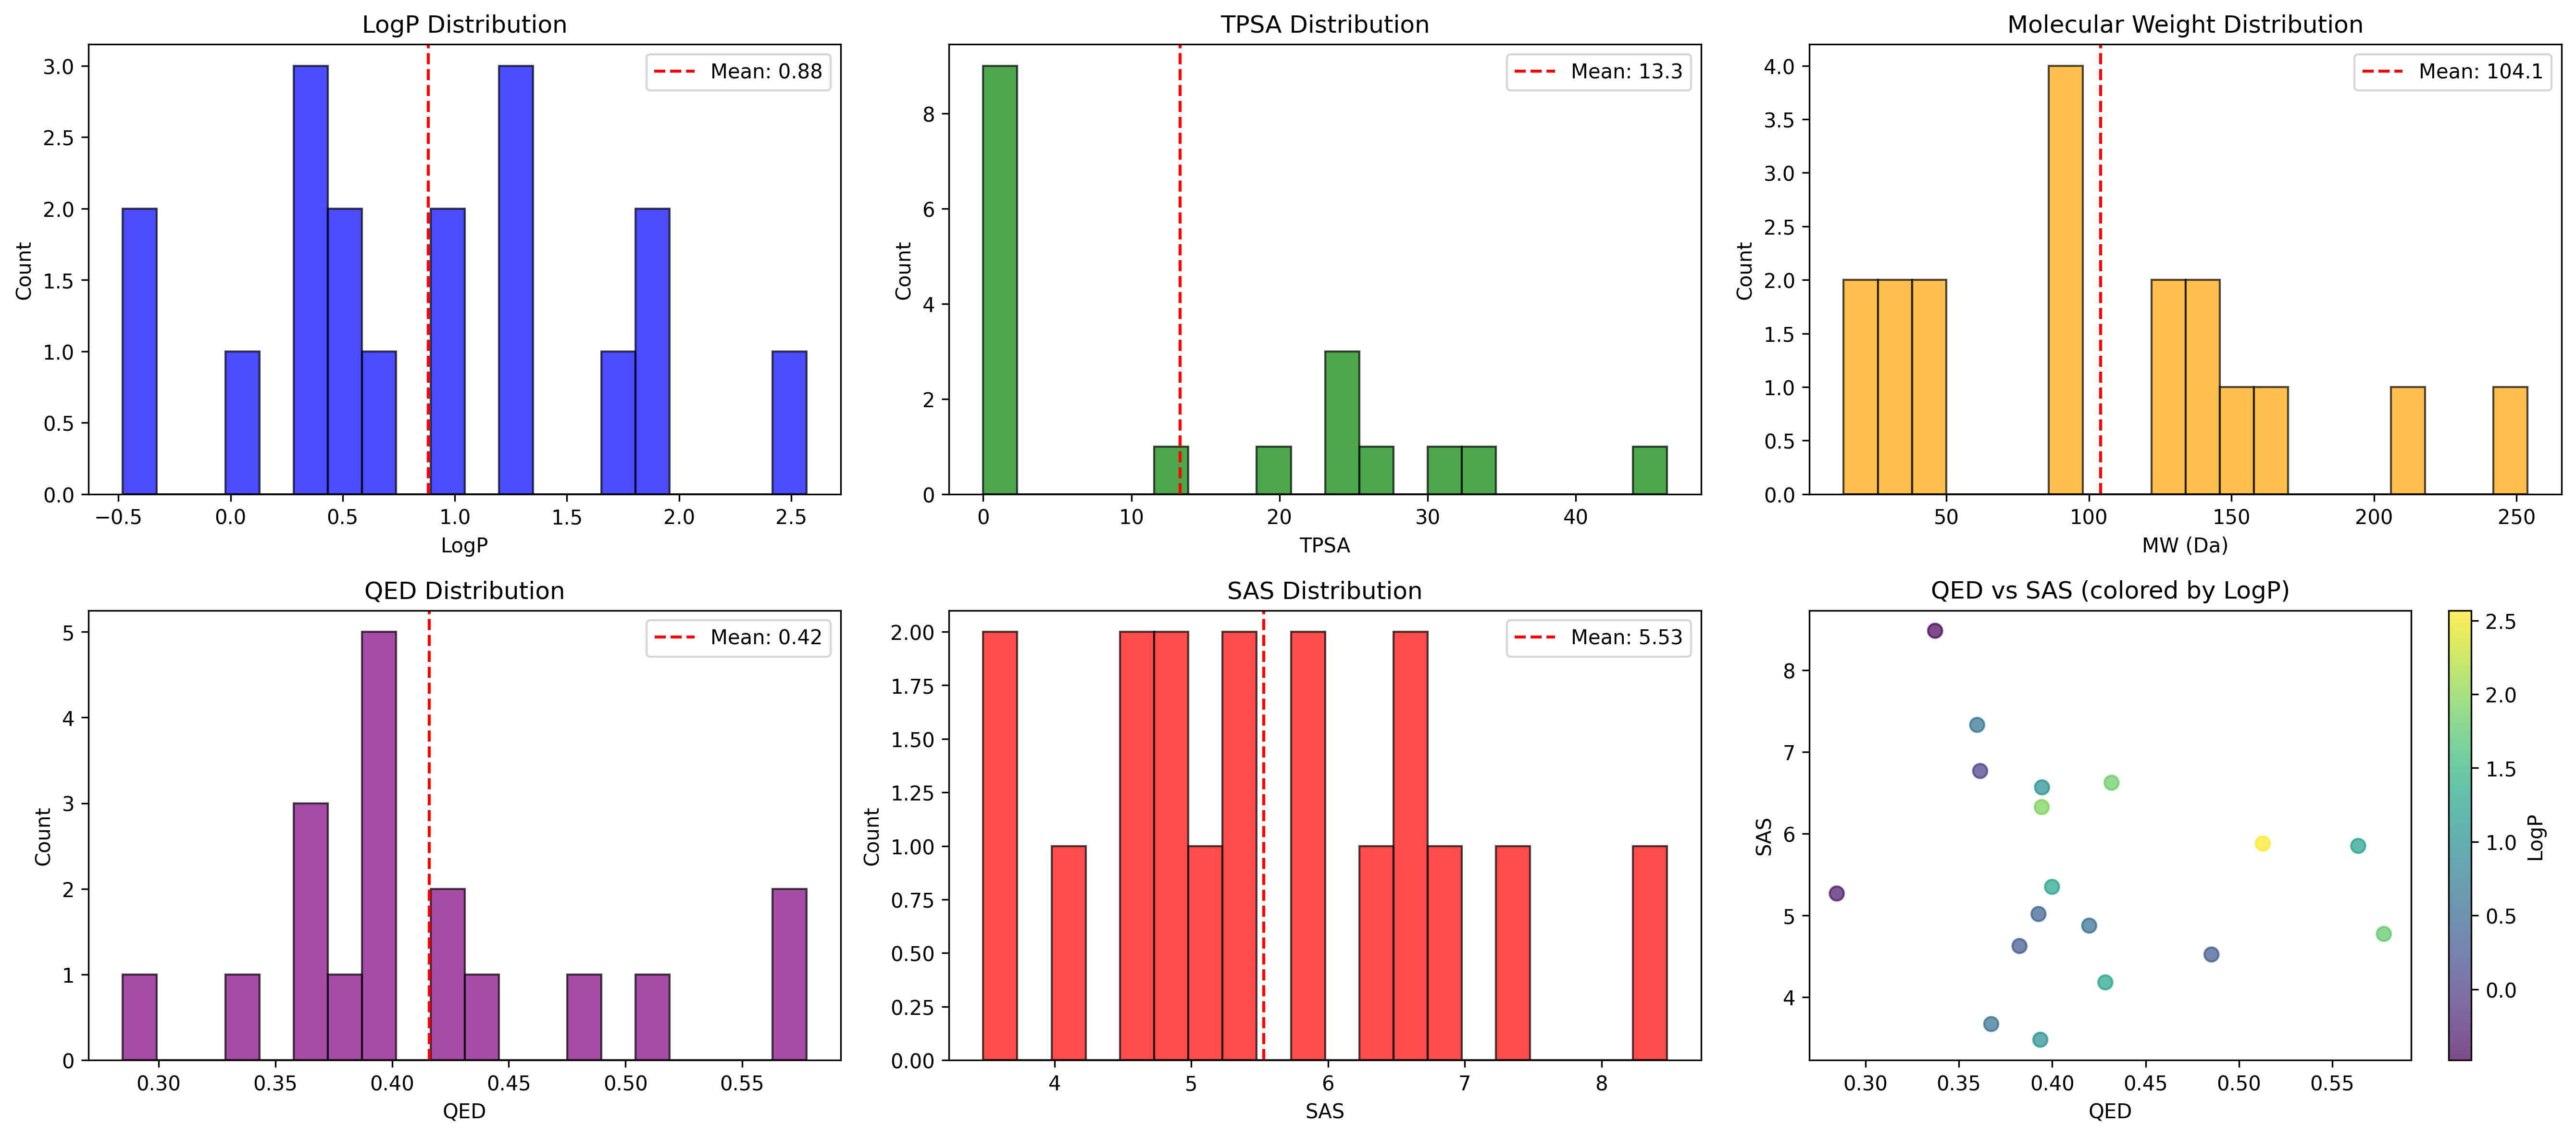 LogP Distribution
3.0
2.5
2.0
1.5
1.0
0.5
0.0
Count
−0.5 0.0 0.5 1.0 1.5 2.0 2.5
LogP
Mean: 0.88
TPSA Distribution
8
6
4
2
0
Count
0 10 20 30 40
TPSA
Mean: 13.3
Molecular Weight Distribution
4.0
3.5
3.0
2.5
2.0
1.5
1.0
0.5
0.0
Count
50 100 150 200 250
MW (Da)
Mean: 104.1
QED Distribution
5
4
3
2
1
0
Count
0.30 0.35 0.40 0.45 0.50 0.55
QED
Mean: 0.42
SAS Distribution
2.00
1.75
1.50
1.25
1.00
0.75
0.50
0.25
0.00
Count
4 5 6 7 8
SAS
Mean: 5.53
QED vs SAS (colored by LogP)
8
7
6
5
4
SAS
0.30 0.35 0.40 0.45 0.50 0.55
QED
2.5
2.0
1.5
1.0
0.5
0.0
LogP